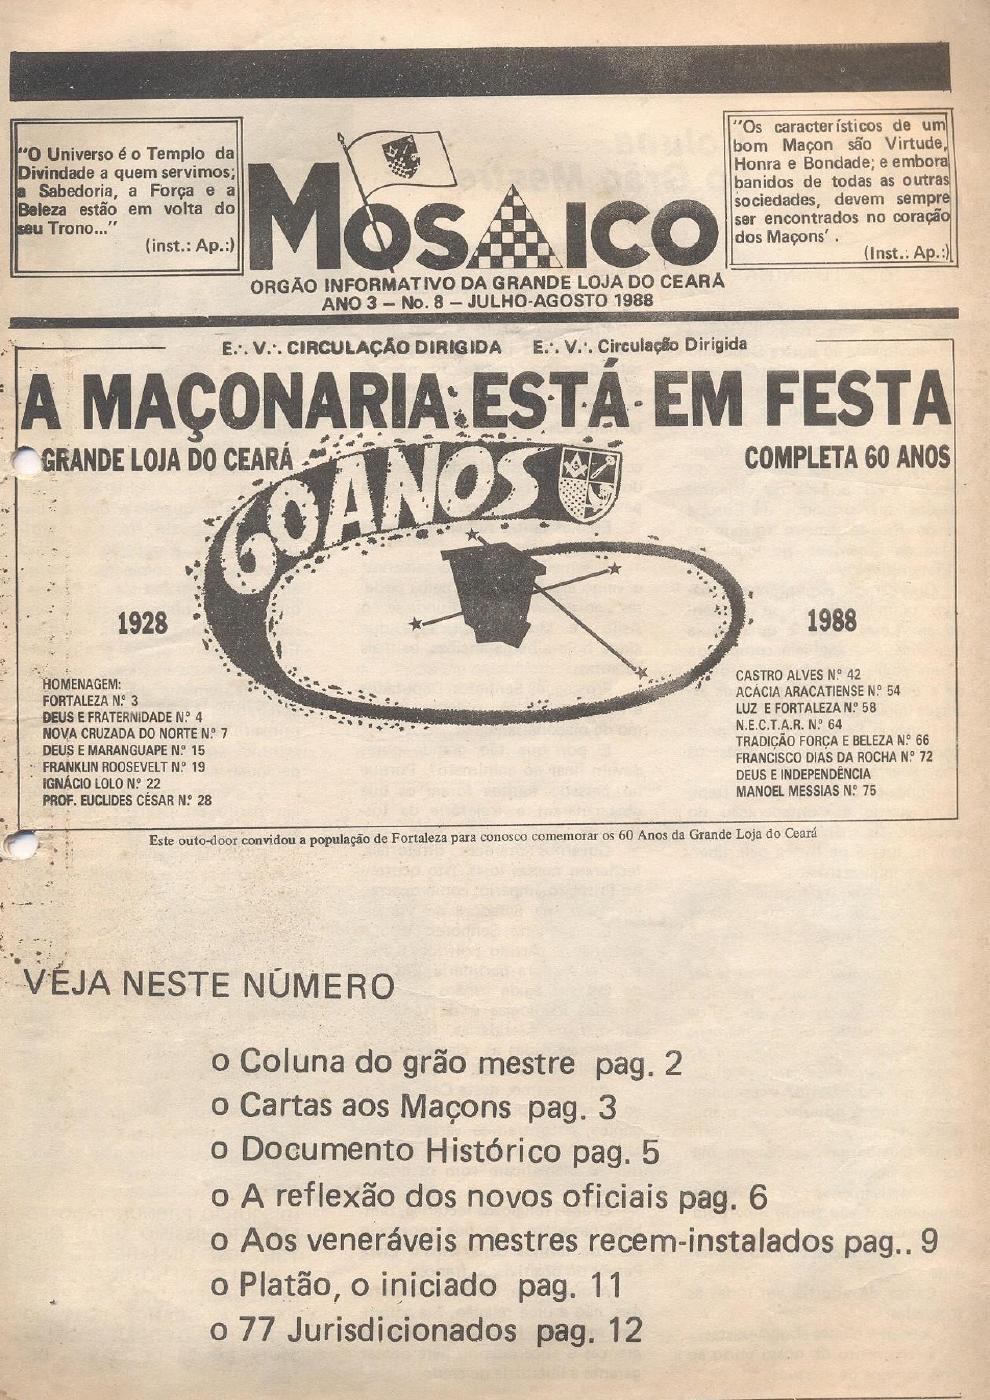 "O Universo é o Templo da
Divindade a quem servimos;
a Sabedoria, a Força e a
Beleza estão em volta do
seu Trono..."
(inst.: Ap.:)
MOSAICO
"Os característicos de um
bom Maçon são Virtude,
Honra e Bondade; e embora
banidos de todas as outras
sociedades, devem sempre
ser encontrados no coração
dos Maçons' .
(Inst.: Ap.:)
ORGÃO INFORMATIVO DA GRANDE LOJA DO CEARÁ
ANO 3 – No. 8 – JULHO-AGOSTO 1988
E∴ V∴ CIRCULAÇÃO DIRIGIDA E∴ V∴ Circulação Dirigida
A MAÇONARIA ESTÁ EM FESTA
GRANDE LOJA DO CEARÁ
COMPLETA 60 ANOS
60 ANOS
1928
1988
HOMENAGEM:
FORTALEZA N.º 3
DEUS E FRATERNIDADE N.º 4
NOVA CRUZADA DO NORTE N.º 7
DEUS E MARANGUAPE N.º 15
FRANKLIN ROOSEVELT N.º 19
IGNÁCIO LOLO N.º 22
PROF. EUCLIDES CÉSAR N.º 28
CASTRO ALVES N.º 42
ACÁCIA ARACATIENSE N.º 54
LUZ E FORTALEZA N.º 58
N.E.C.T.A.R. N.º 64
TRADIÇÃO FORÇA E BELEZA N.º 66
FRANCISCO DIAS DA ROCHA N.º 72
DEUS E INDEPENDÊNCIA
MANOEL MESSIAS N.º 75
Este outo-door convidou a população de Fortaleza para conosco comemorar os 60 Anos da Grande Loja do Ceará
VEJA NESTE NÚMERO
o Coluna do grão mestre pag. 2
o Cartas aos Maçons pag. 3
o Documento Histórico pag. 5
o A reflexão dos novos oficiais pag. 6
o Aos veneráveis mestres recem-instalados pag.. 9
o Platão, o iniciado pag. 11
o 77 Jurisdicionados pag. 12